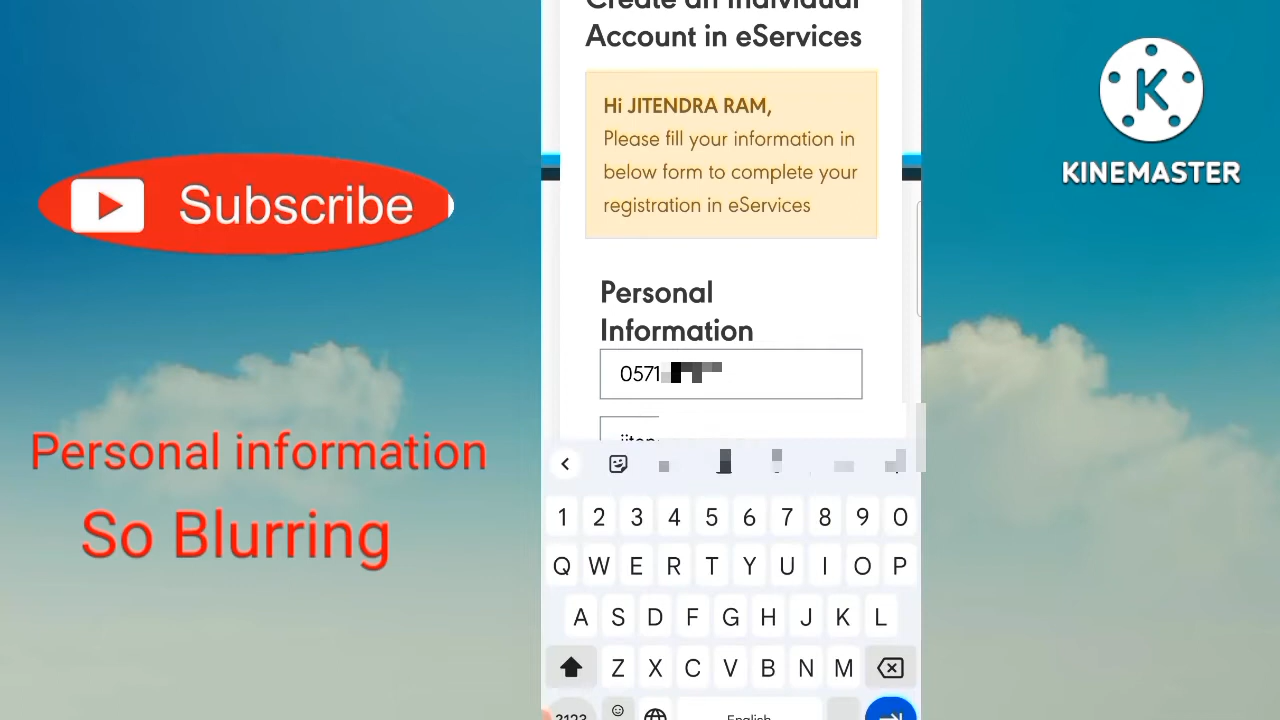 Create an Individual
Account in eServices
Hi JITENDRA RAM,
Please fill your information in
below form to complete your
registration in eServices
Personal
Information
0571
Subscribe
Personal information
So Blurring
K
KINEMASTER
1 2 3 4 5 6 7 8 9 0
Q W E R T Y U I O P
A S D F G H J K L
Z X C V B N M
English